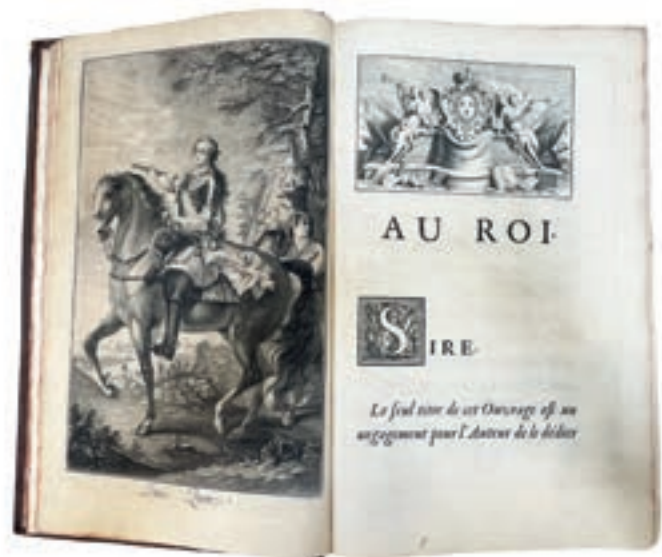 AU ROI.
SIRE.
Le seul titre de cet Ouvrage est un
engagement pour l'Auteur de le dédier